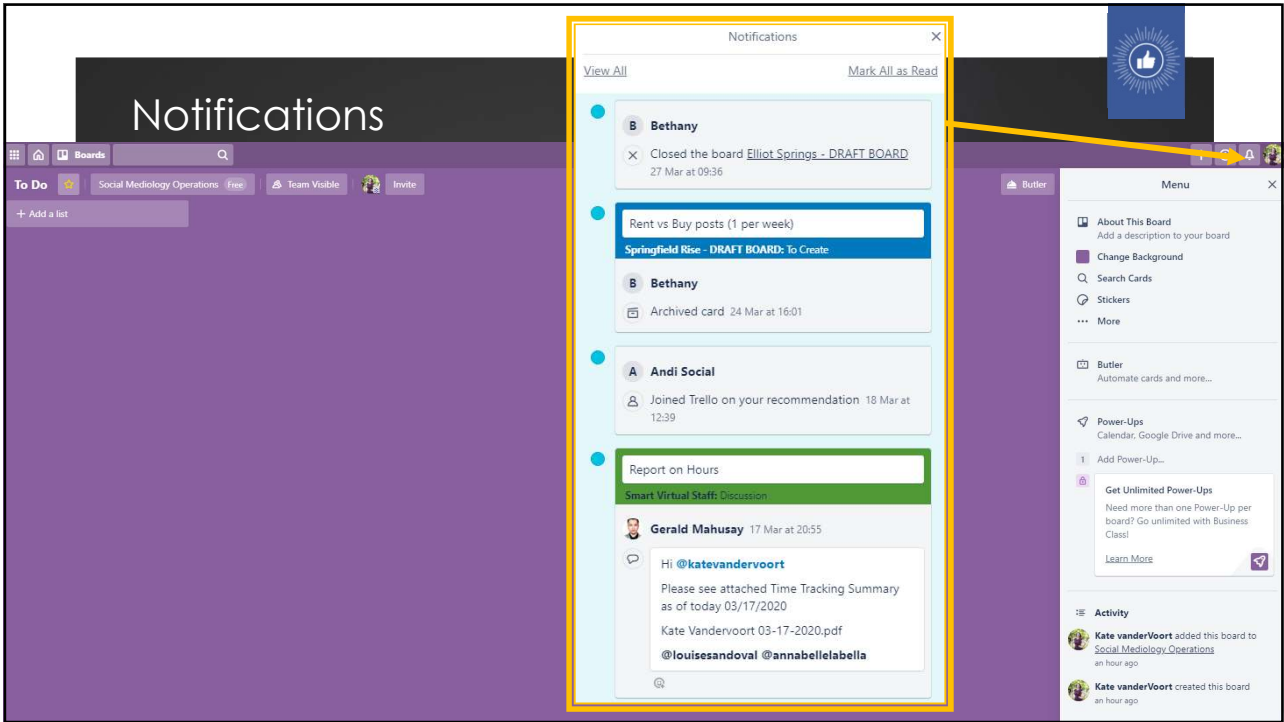 Notifications
Boards
To Do
Social Mediology Operations Free
Team Visible
Invite
+ Add a list
Notifications
View All
Mark All as Read
B Bethany
Closed the board Elliot Springs - DRAFT BOARD
27 Mar at 09:36
Rent vs Buy posts (1 per week)
Springfield Rise - DRAFT BOARD: To Create
B Bethany
Archived card 24 Mar at 16:01
A Andi Social
Joined Trello on your recommendation 18 Mar at
12:39
Report on Hours
Smart Virtual Staff: Discussion
Gerald Mahusay 17 Mar at 20:55
Hi @katevandervoort
Please see attached Time Tracking Summary
as of today 03/17/2020
Kate Vandervoort 03-17-2020.pdf
@louisesandoval @annabellelabella
Butler
Menu
About This Board
Add a description to your board
Change Background
Search Cards
Stickers
More
Butler
Automate cards and more...
Power-Ups
Calendar, Google Drive and more...
1 Add Power-Up...
Get Unlimited Power-Ups
Need more than one Power-Up per
board? Go unlimited with Business
Class!
Learn More
Activity
Kate vanderVoort added this board to
Social Mediology Operations
an hour ago
Kate vanderVoort created this board
an hour ago